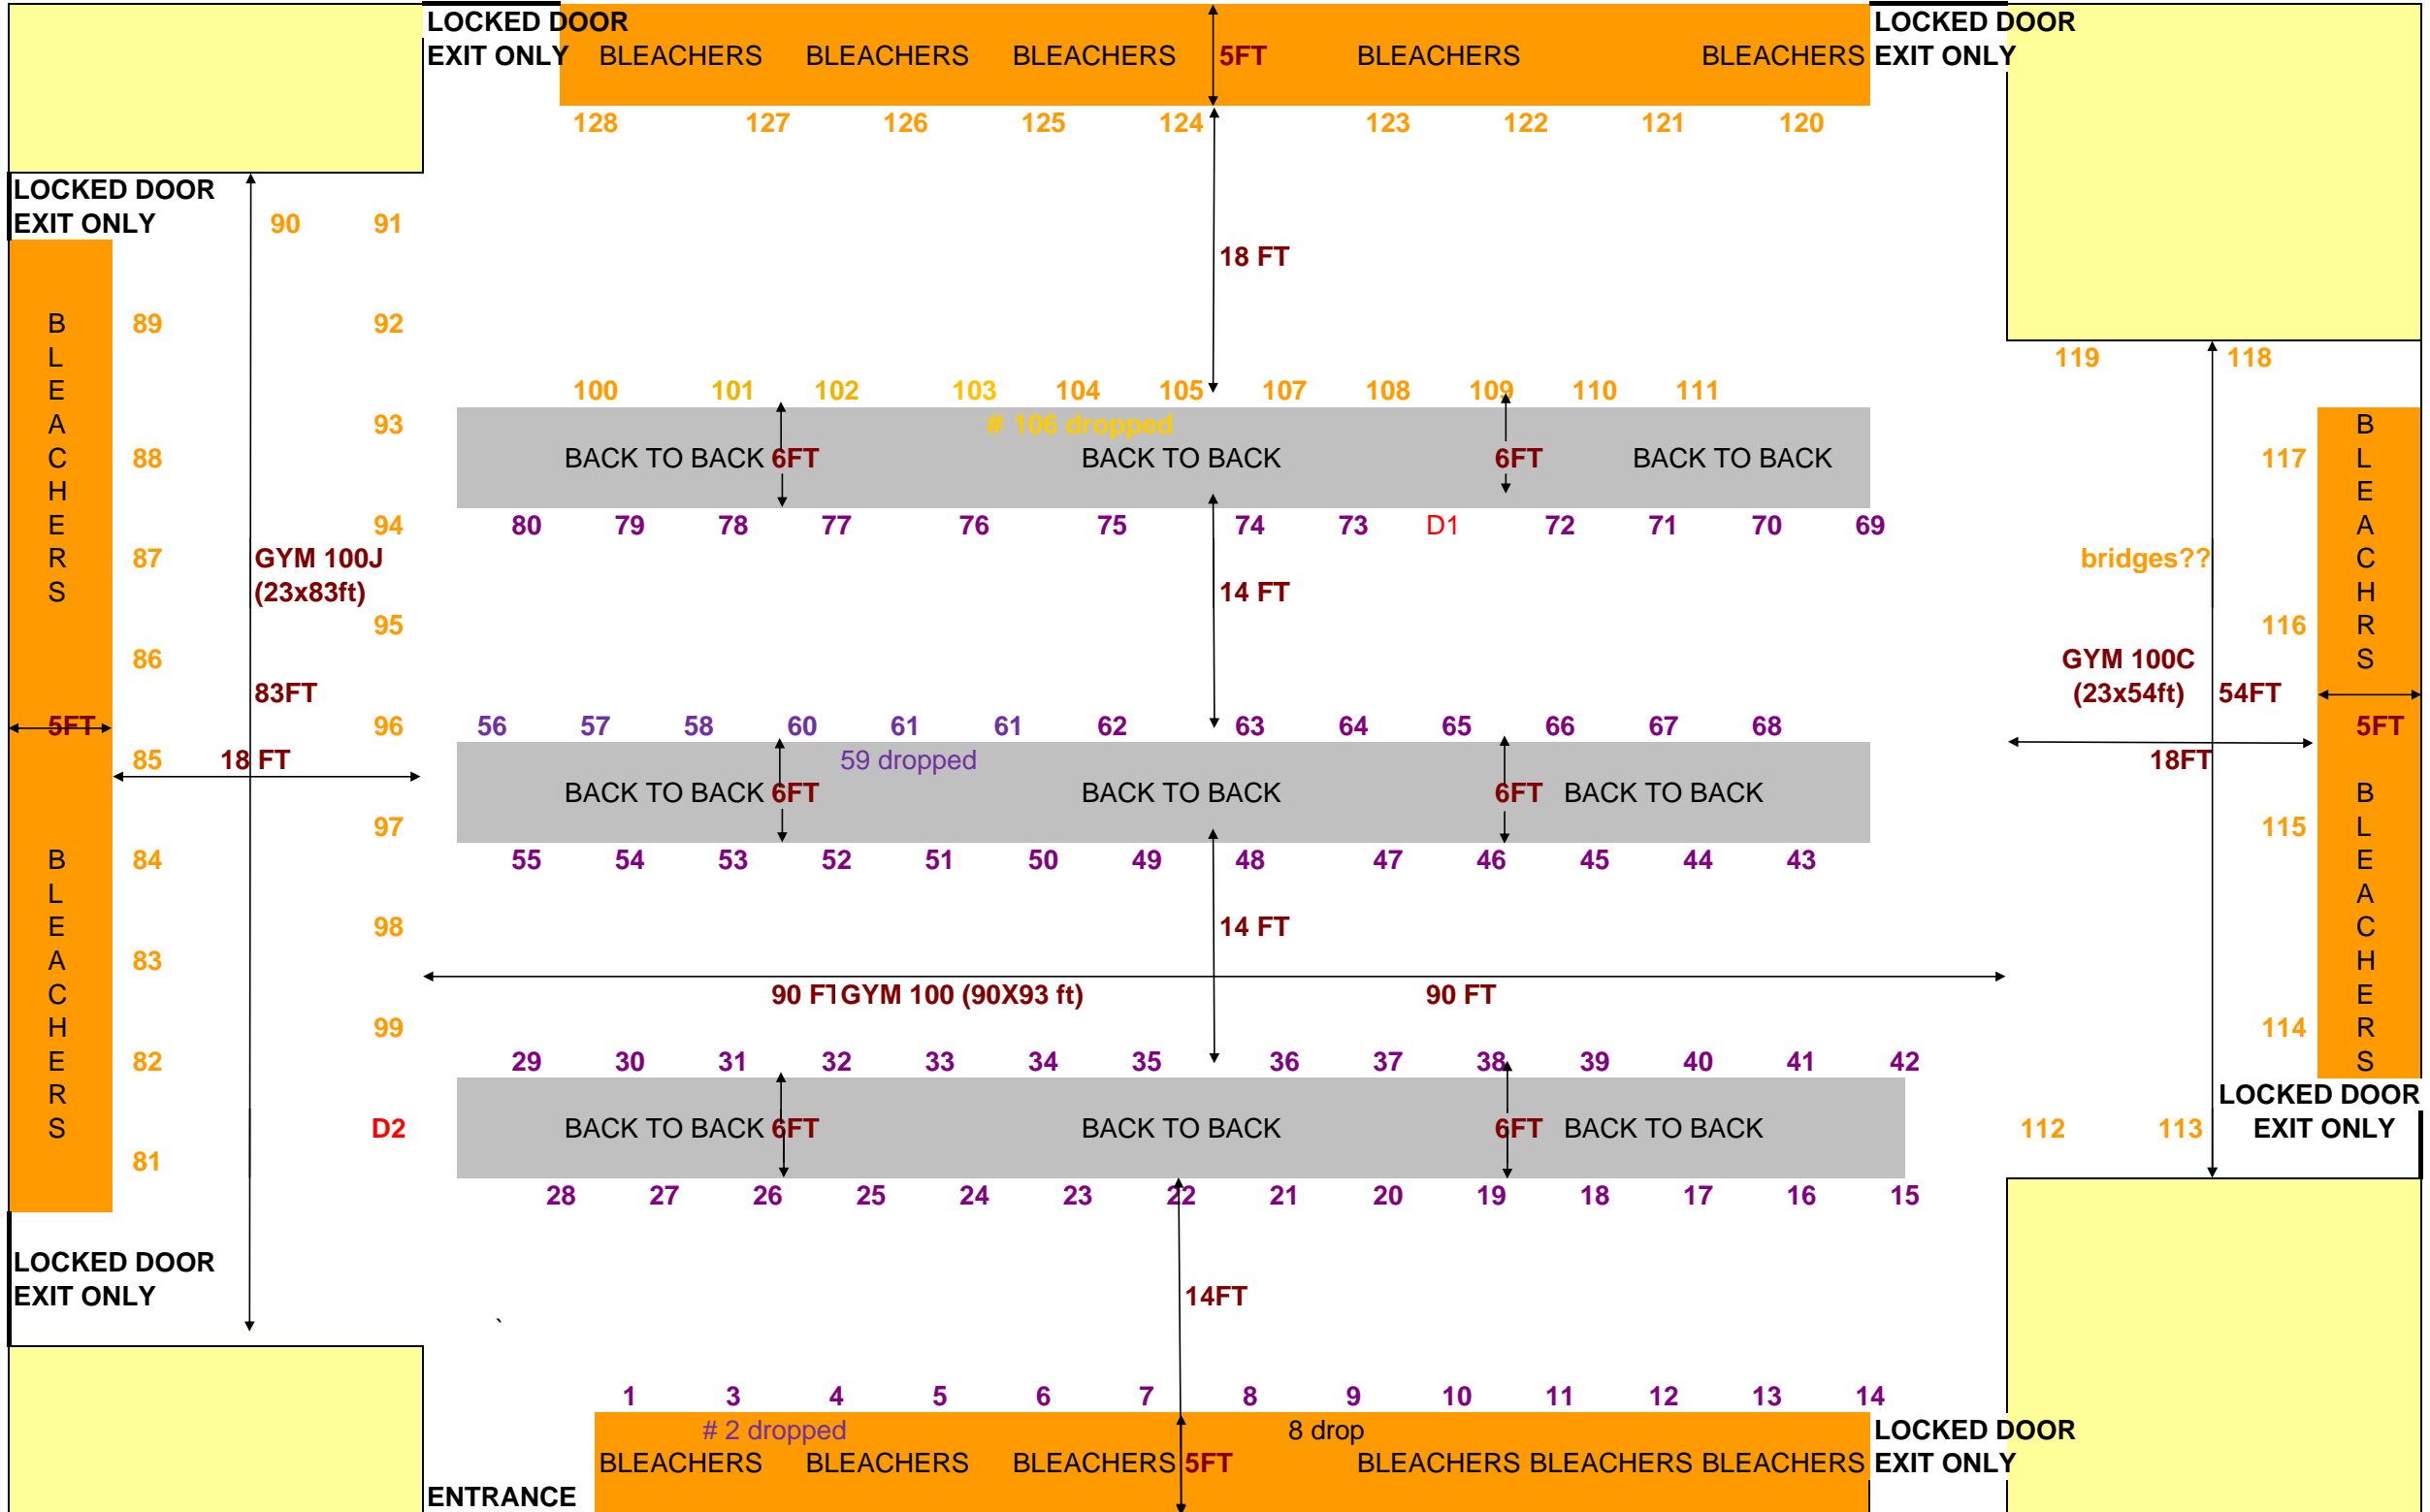 LOCKED DOOR LOCKED DOOR
EXIT ONLY BLEACHERS BLEACHERS BLEACHERS 5FT BLEACHERS BLEACHERS EXIT ONLY
128 127 126 125 124 123 122 121 120
LOCKED DOOR
EXIT ONLY 90 91
18 FT
B 89 92
L 119 118
E 100 101 102 103 104 105 107 108 109 110 111
A 93 # 106 dropped B
C 88 BACK TO BACK 6FT BACK TO BACK 6FT BACK TO BACK 117 L
H E
E 94 80 79 78 77 76 75 74 73 D1 72 71 70 69 A
R 87 GYM 100J bridges?? C
S (23x83ft) 14 FT H
95 116 R
86 GYM 100C S
83FT (23x54ft) 54FT
5FT 96 56 57 58 60 61 61 62 63 64 65 66 67 68 5FT
85 18 FT 59 dropped 18FT
BACK TO BACK 6FT BACK TO BACK 6FT BACK TO BACK B
97 115 L
B 84 55 54 53 52 51 50 49 48 47 46 45 44 43 E
L A
E 98 14 FT C
A 83 H
C 90 FT GYM 100 (90X93 ft) 90 FT E
H 99 114 R
E 82 29 30 31 32 33 34 35 36 37 38 39 40 41 42 S
R LOCKED DOOR
S D2 BACK TO BACK 6FT BACK TO BACK 6FT BACK TO BACK 112 113 EXIT ONLY
81
28 27 26 25 24 23 22 21 20 19 18 17 16 15
LOCKED DOOR
EXIT ONLY 14FT
`
1 3 4 5 6 7 8 9 10 11 12 13 14
# 2 dropped 8 drop LOCKED DOOR
BLEACHERS BLEACHERS BLEACHERS 5FT BLEACHERS BLEACHERS BLEACHERS EXIT ONLY
ENTRANCE